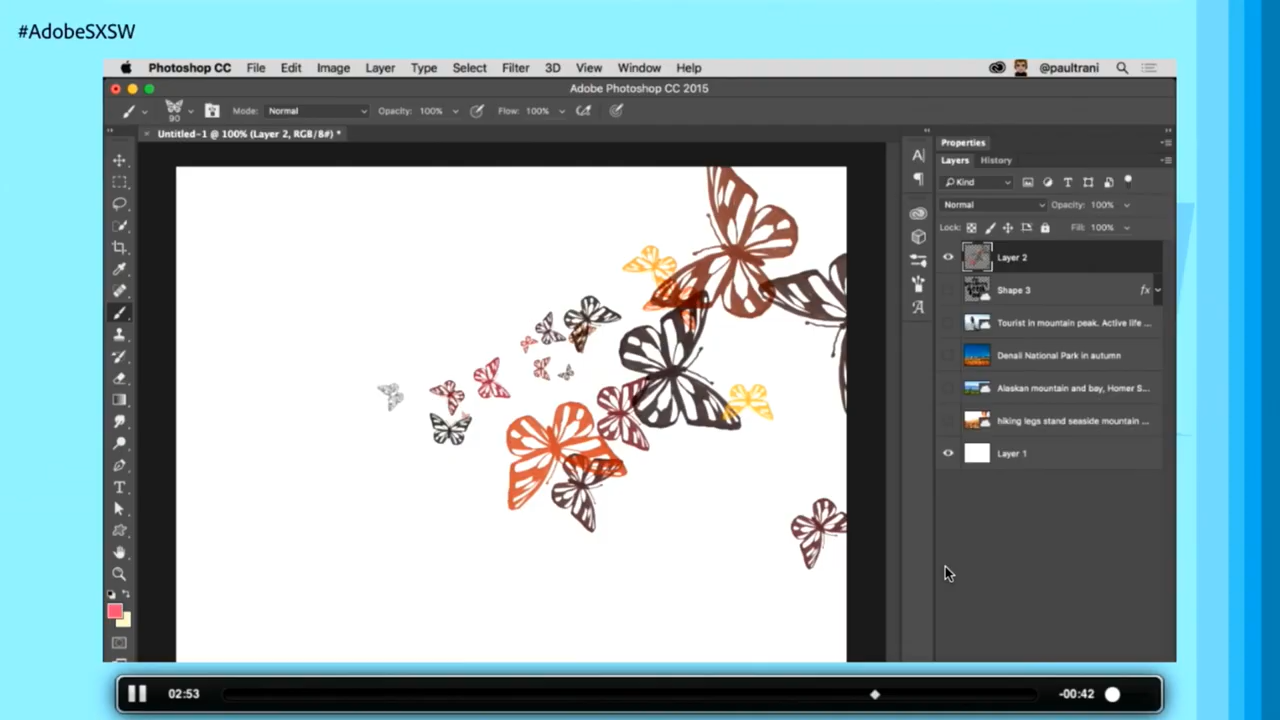 #AdobeSXSW
Photoshop CC File Edit Image Layer Type Select Filter 3D View Window Help @paultrani
Adobe Photoshop CC 2015
90 Mode: Normal Opacity: 100% Flow: 100%
Untitled-1 @ 100% (Layer 2, RGB/8#) *
Properties
Layers History
Kind
Normal Opacity: 100%
Lock: Fill: 100%
Layer 2
Shape 3 fx
Tourist in mountain peak. Active life ...
Denali National Park in autumn
Alaskan mountain and bay, Homer S...
hiking legs stand seaside mountain ...
Layer 1
02:53 -00:42